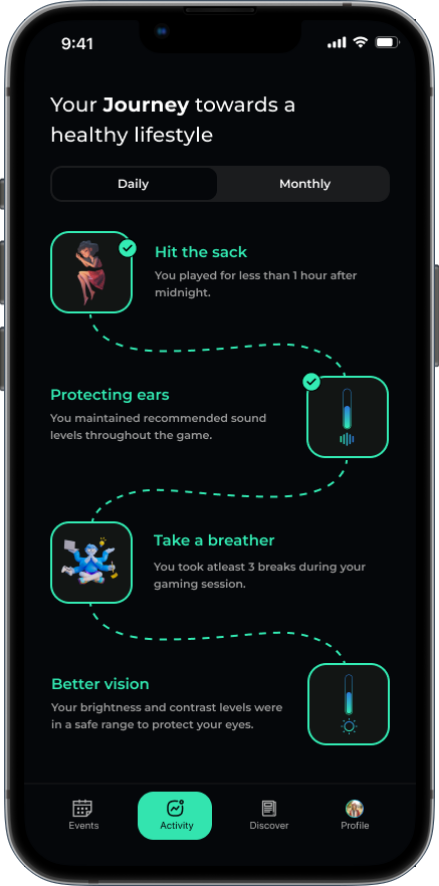 9:41
Your Journey towards a
healthy lifestyle
Daily
Monthly
Hit the sack
You played for less than 1 hour after
midnight.
Protecting ears
You maintained recommended sound
levels throughout the game.
Take a breather
You took atleast 3 breaks during your
gaming session.
Better vision
Your brightness and contrast levels were
in a safe range to protect your eyes.
Events
Activity
Discover
Profile